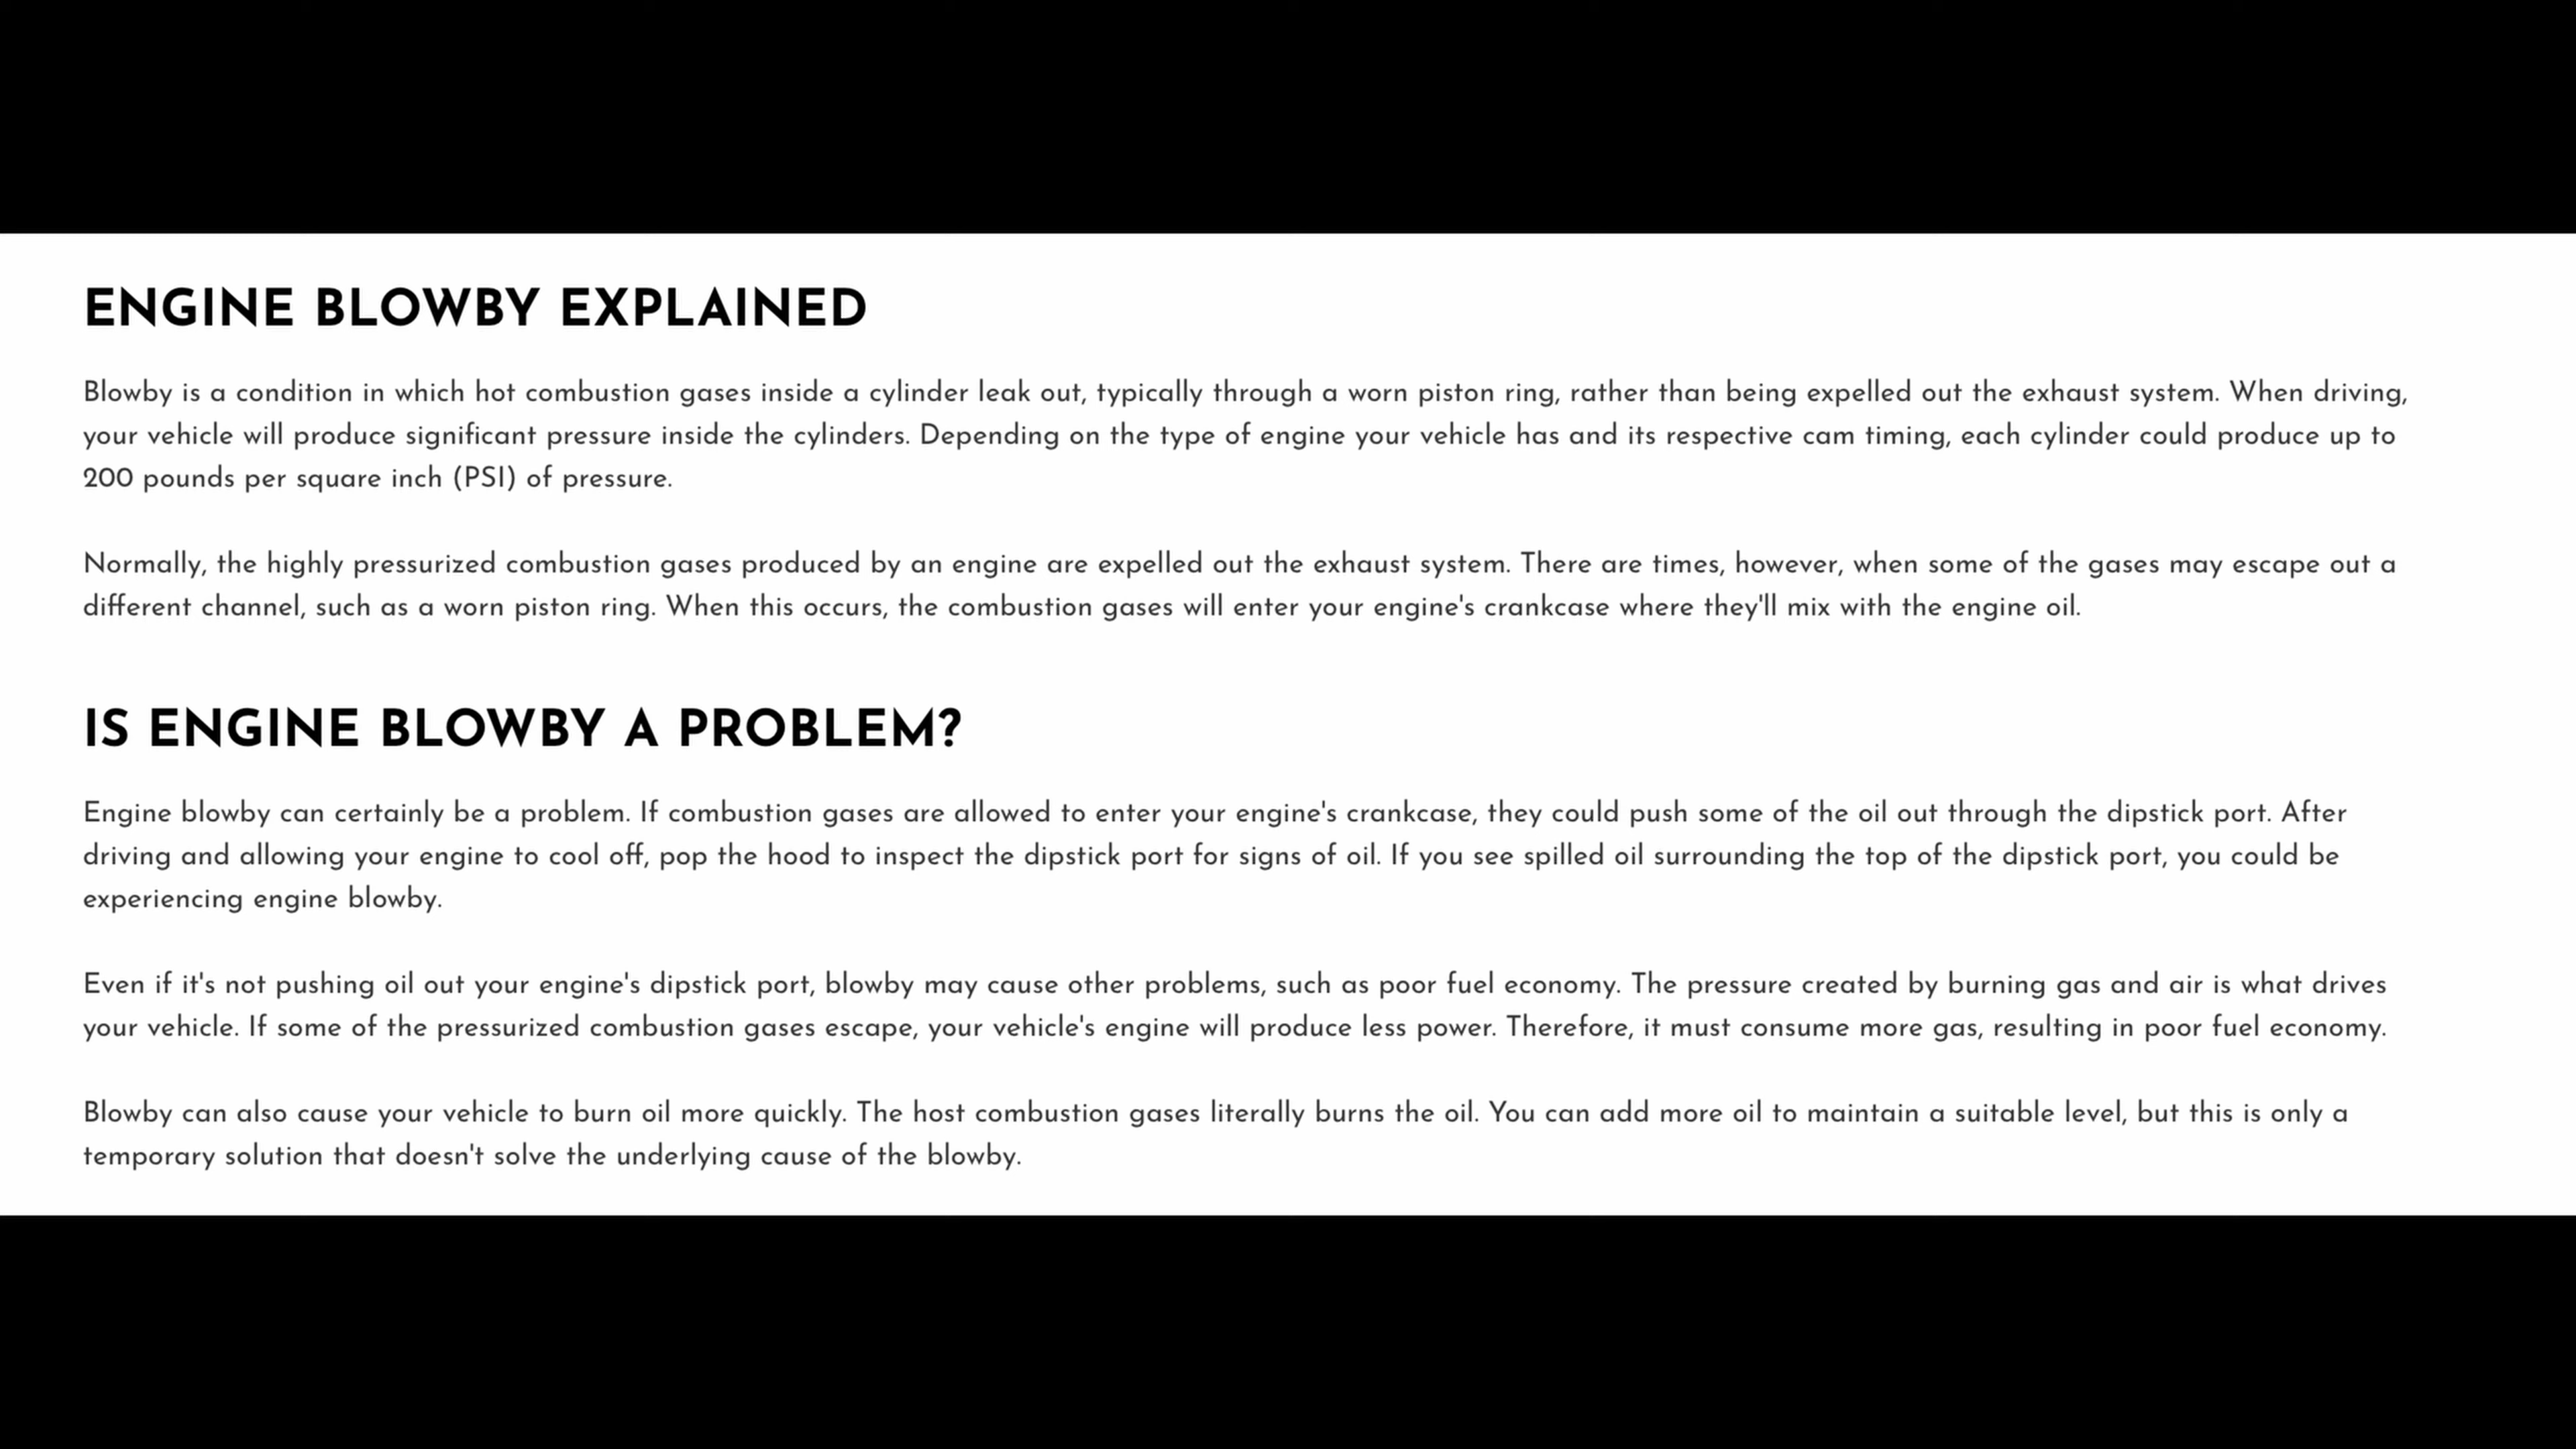 ENGINE BLOWBY EXPLAINED
Blowby is a condition in which hot combustion gases inside a cylinder leak out, typically through a worn piston ring, rather than being expelled out the exhaust system. When driving,
your vehicle will produce significant pressure inside the cylinders. Depending on the type of engine your vehicle has and its respective cam timing, each cylinder could produce up to
200 pounds per square inch (PSI) of pressure.
Normally, the highly pressurized combustion gases produced by an engine are expelled out the exhaust system. There are times, however, when some of the gases may escape out a
different channel, such as a worn piston ring. When this occurs, the combustion gases will enter your engine's crankcase where they'll mix with the engine oil.
IS ENGINE BLOWBY A PROBLEM?
Engine blowby can certainly be a problem. If combustion gases are allowed to enter your engine's crankcase, they could push some of the oil out through the dipstick port. After
driving and allowing your engine to cool off, pop the hood to inspect the dipstick port for signs of oil. If you see spilled oil surrounding the top of the dipstick port, you could be
experiencing engine blowby.
Even if it's not pushing oil out your engine's dipstick port, blowby may cause other problems, such as poor fuel economy. The pressure created by burning gas and air is what drives
your vehicle. If some of the pressurized combustion gases escape, your vehicle's engine will produce less power. Therefore, it must consume more gas, resulting in poor fuel economy.
Blowby can also cause your vehicle to burn oil more quickly. The host combustion gases literally burns the oil. You can add more oil to maintain a suitable level, but this is only a
temporary solution that doesn't solve the underlying cause of the blowby.